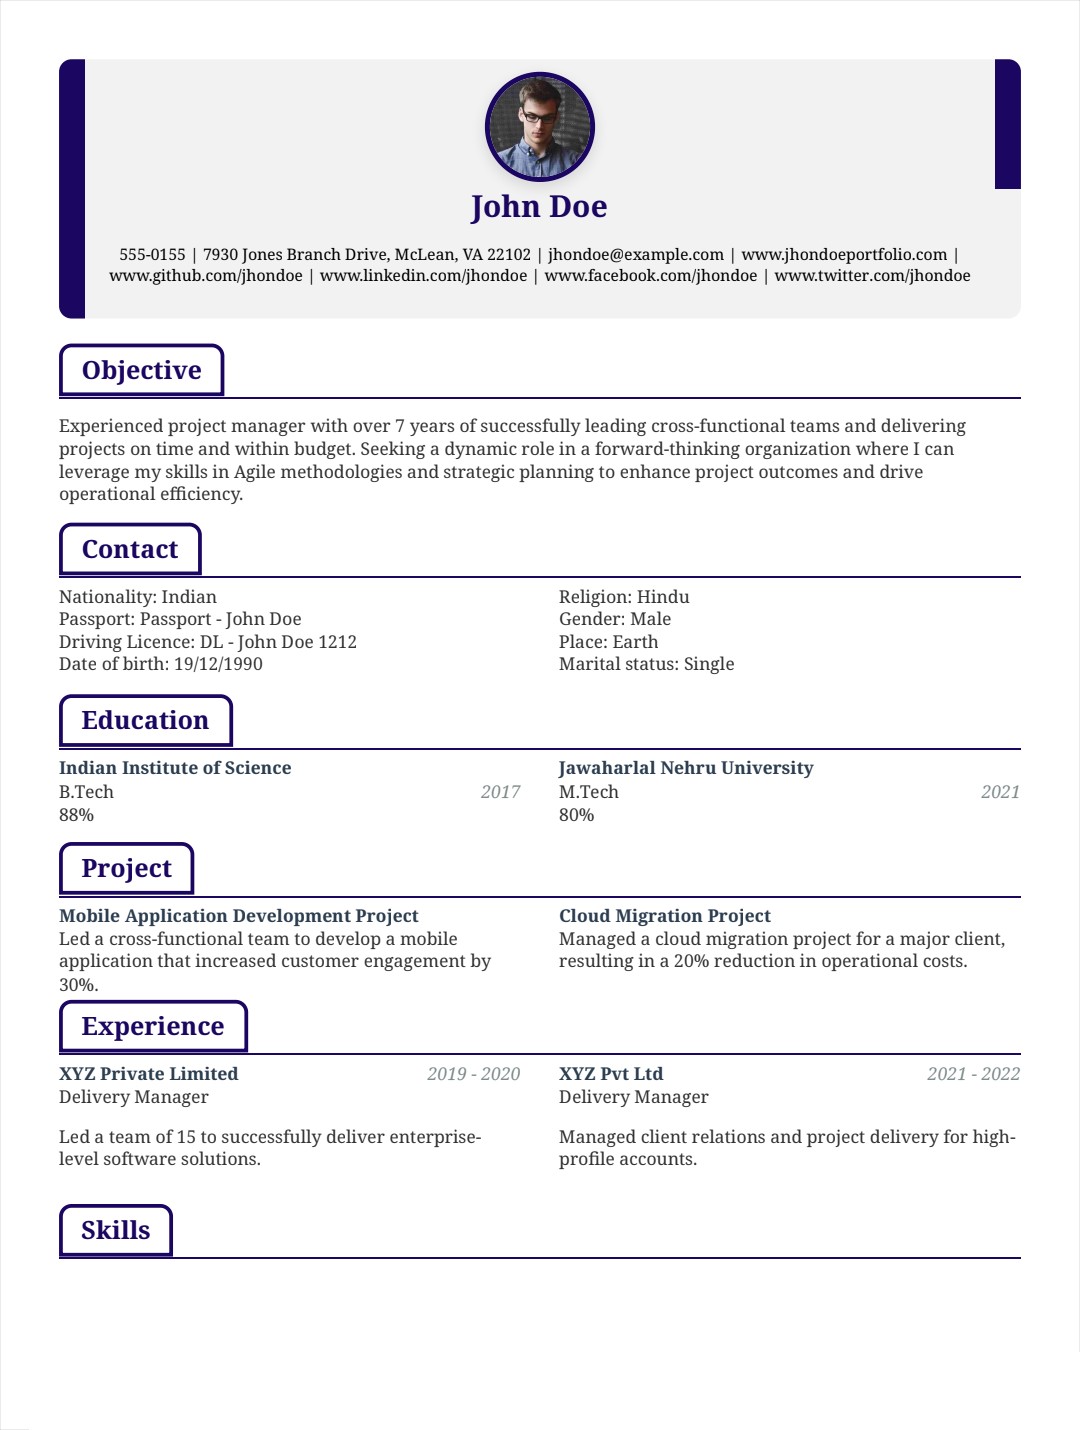 John Doe
555-0155 | 7930 Jones Branch Drive, McLean, VA 22102 | jhondoe@example.com | www.jhondoeportfolio.com |
www.github.com/jhondoe | www.linkedin.com/jhondoe | www.facebook.com/jhondoe | www.twitter.com/jhondoe
Objective
Experienced project manager with over 7 years of successfully leading cross-functional teams and delivering
projects on time and within budget. Seeking a dynamic role in a forward-thinking organization where I can
leverage my skills in Agile methodologies and strategic planning to enhance project outcomes and drive
operational efficiency.
Contact
Nationality: Indian
Passport: Passport - John Doe
Driving Licence: DL - John Doe 1212
Date of birth: 19/12/1990
Religion: Hindu
Gender: Male
Place: Earth
Marital status: Single
Education
Indian Institute of Science
B.Tech 2017
88%
Jawaharlal Nehru University
M.Tech 2021
80%
Project
Mobile Application Development Project
Led a cross-functional team to develop a mobile
application that increased customer engagement by
30%.
Cloud Migration Project
Managed a cloud migration project for a major client,
resulting in a 20% reduction in operational costs.
Experience
XYZ Private Limited 2019 - 2020
Delivery Manager
Led a team of 15 to successfully deliver enterprise-
level software solutions.
XYZ Pvt Ltd 2021 - 2022
Delivery Manager
Managed client relations and project delivery for high-
profile accounts.
Skills